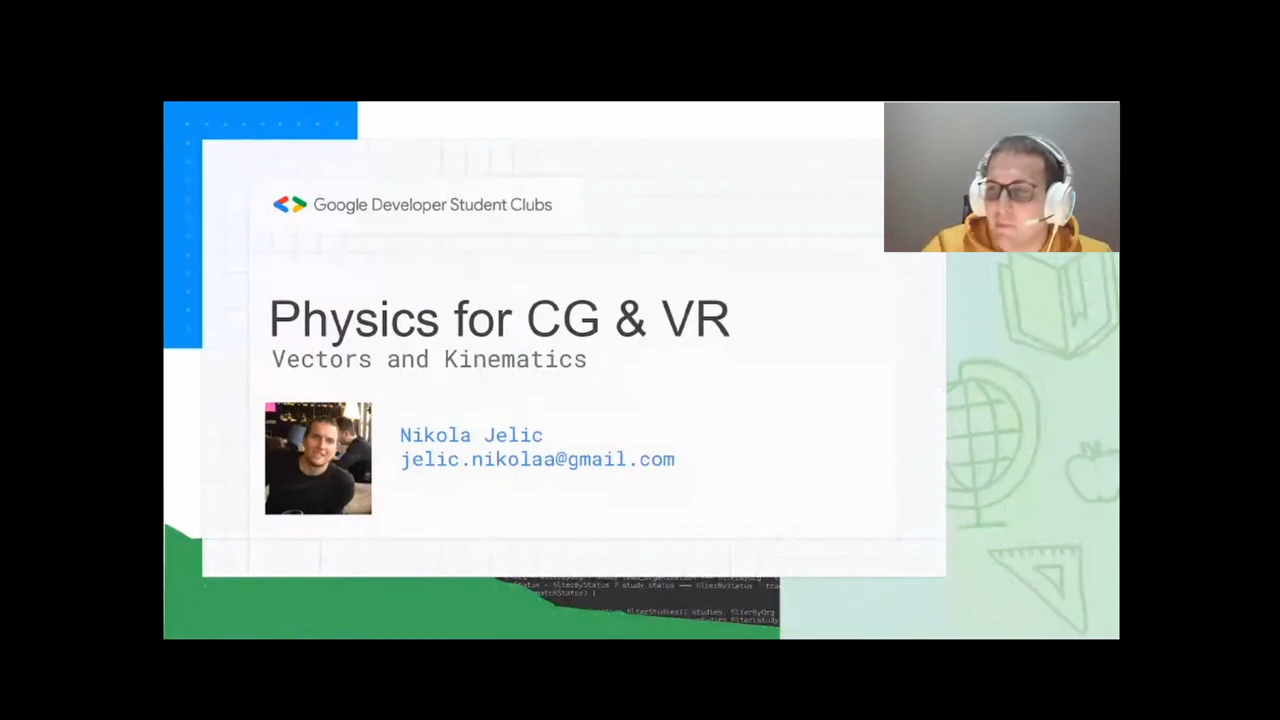 Google Developer Student Clubs
Physics for CG & VR
Vectors and Kinematics
Nikola Jelic
jelic.nikolaa@gmail.com